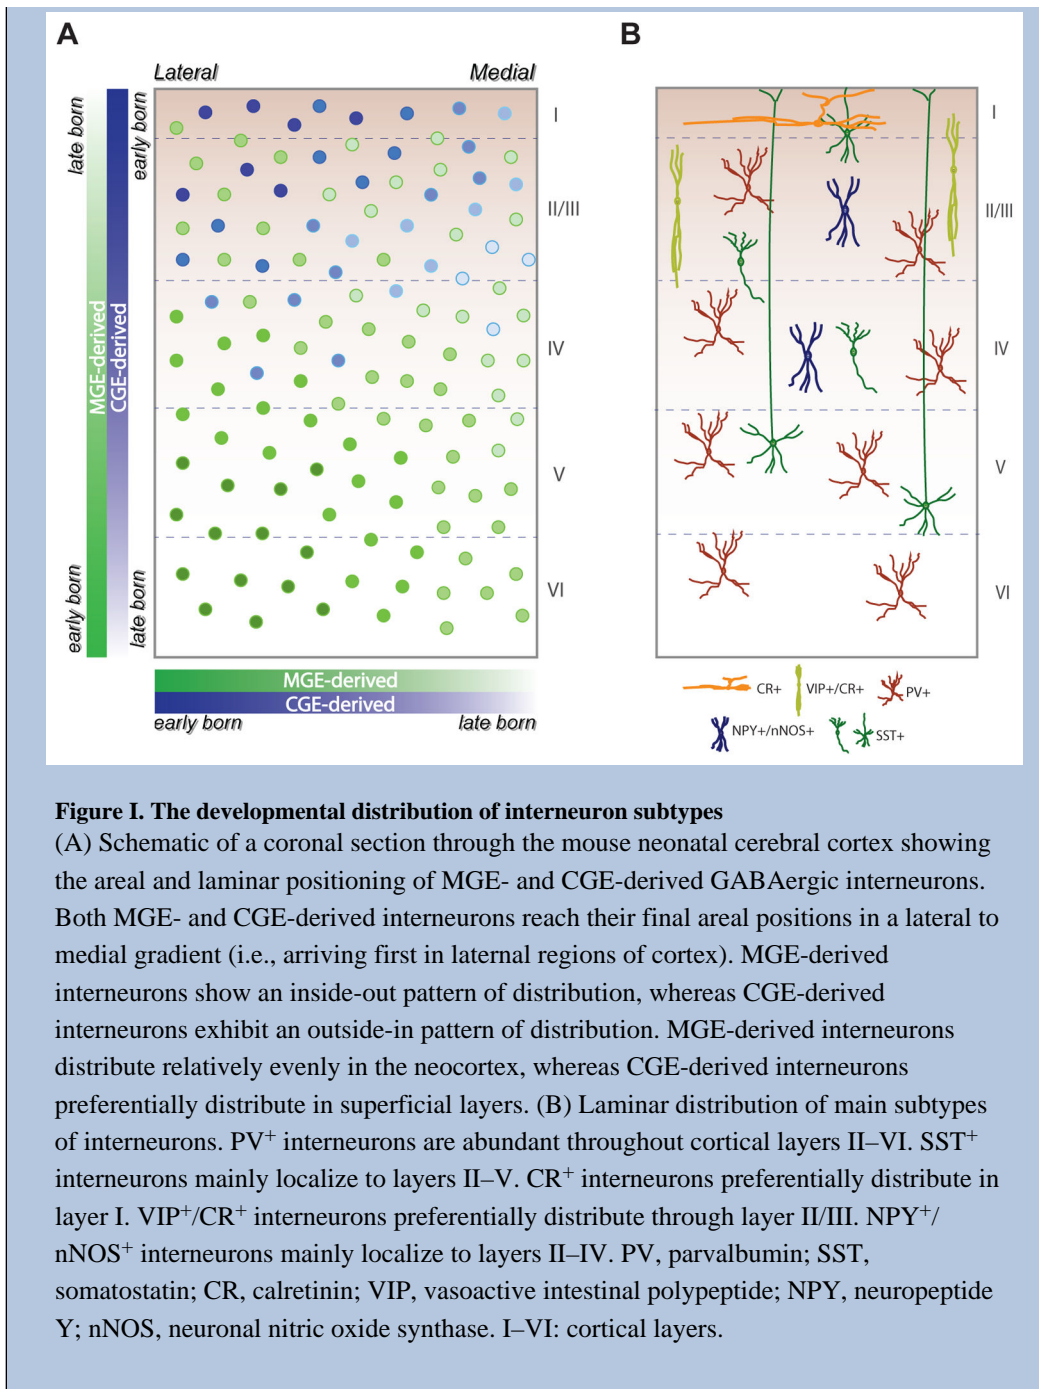 A
B
Lateral
Medial
late born
early born
MGE-derived
CGE-derived
early born
late born
I
II/III
IV
V
VI
I
II/III
IV
V
VI
MGE-derived
CGE-derived
early born
late born
CR+
VIP+/CR+
PV+
NPY+/nNOS+
SST+
Figure I. The developmental distribution of interneuron subtypes
(A) Schematic of a coronal section through the mouse neonatal cerebral cortex showing
the areal and laminar positioning of MGE- and CGE-derived GABAergic interneurons.
Both MGE- and CGE-derived interneurons reach their final areal positions in a lateral to
medial gradient (i.e., arriving first in laternal regions of cortex). MGE-derived
interneurons show an inside-out pattern of distribution, whereas CGE-derived
interneurons exhibit an outside-in pattern of distribution. MGE-derived interneurons
distribute relatively evenly in the neocortex, whereas CGE-derived interneurons
preferentially distribute in superficial layers. (B) Laminar distribution of main subtypes
of interneurons. PV⁺ interneurons are abundant throughout cortical layers II–VI. SST⁺
interneurons mainly localize to layers II–V. CR⁺ interneurons preferentially distribute in
layer I. VIP⁺/CR⁺ interneurons preferentially distribute through layer II/III. NPY⁺/
nNOS⁺ interneurons mainly localize to layers II–IV. PV, parvalbumin; SST,
somatostatin; CR, calretinin; VIP, vasoactive intestinal polypeptide; NPY, neuropeptide
Y; nNOS, neuronal nitric oxide synthase. I–VI: cortical layers.